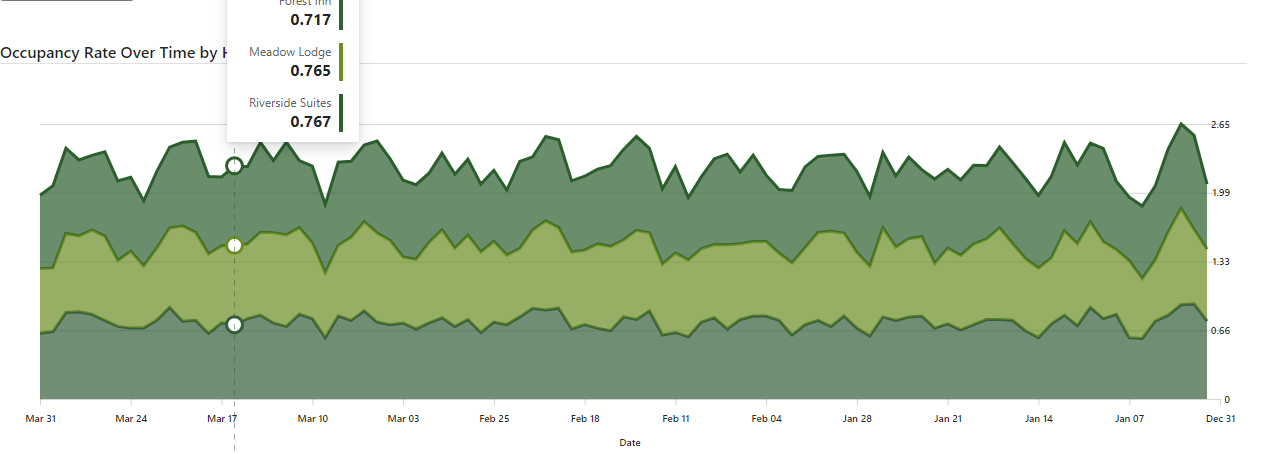 Forest Inn
0.717
Occupancy Rate Over Time by H
Meadow Lodge
0.765
Riverside Suites
0.767
2.65
1.99
1.33
0.66
0
Mar 31 Mar 24 Mar 17 Mar 10 Mar 03 Feb 25 Feb 18 Feb 11 Feb 04 Jan 28 Jan 21 Jan 14 Jan 07 Dec 31
Date